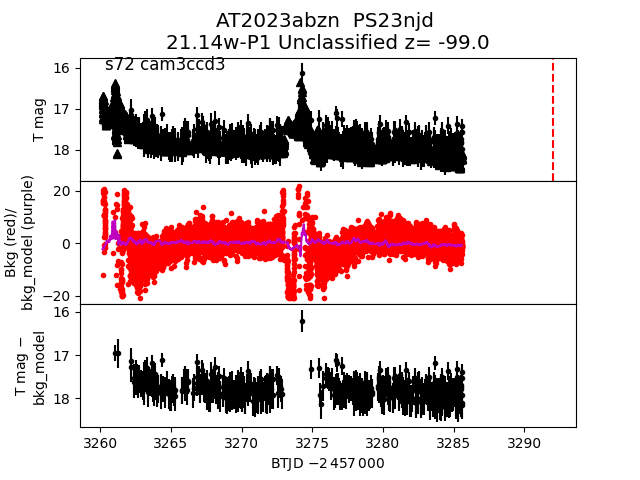 AT2023abzn  PS23njd
21.14w-P1 Unclassified z= -99.0
s72 cam3ccd3
16
17
18
T mag
20
0
−20
Bkg (red)/
bkg_model (purple)
16
17
18
T mag −
bkg_model
3260 3265 3270 3275 3280 3285 3290
BTJD −2 457 000